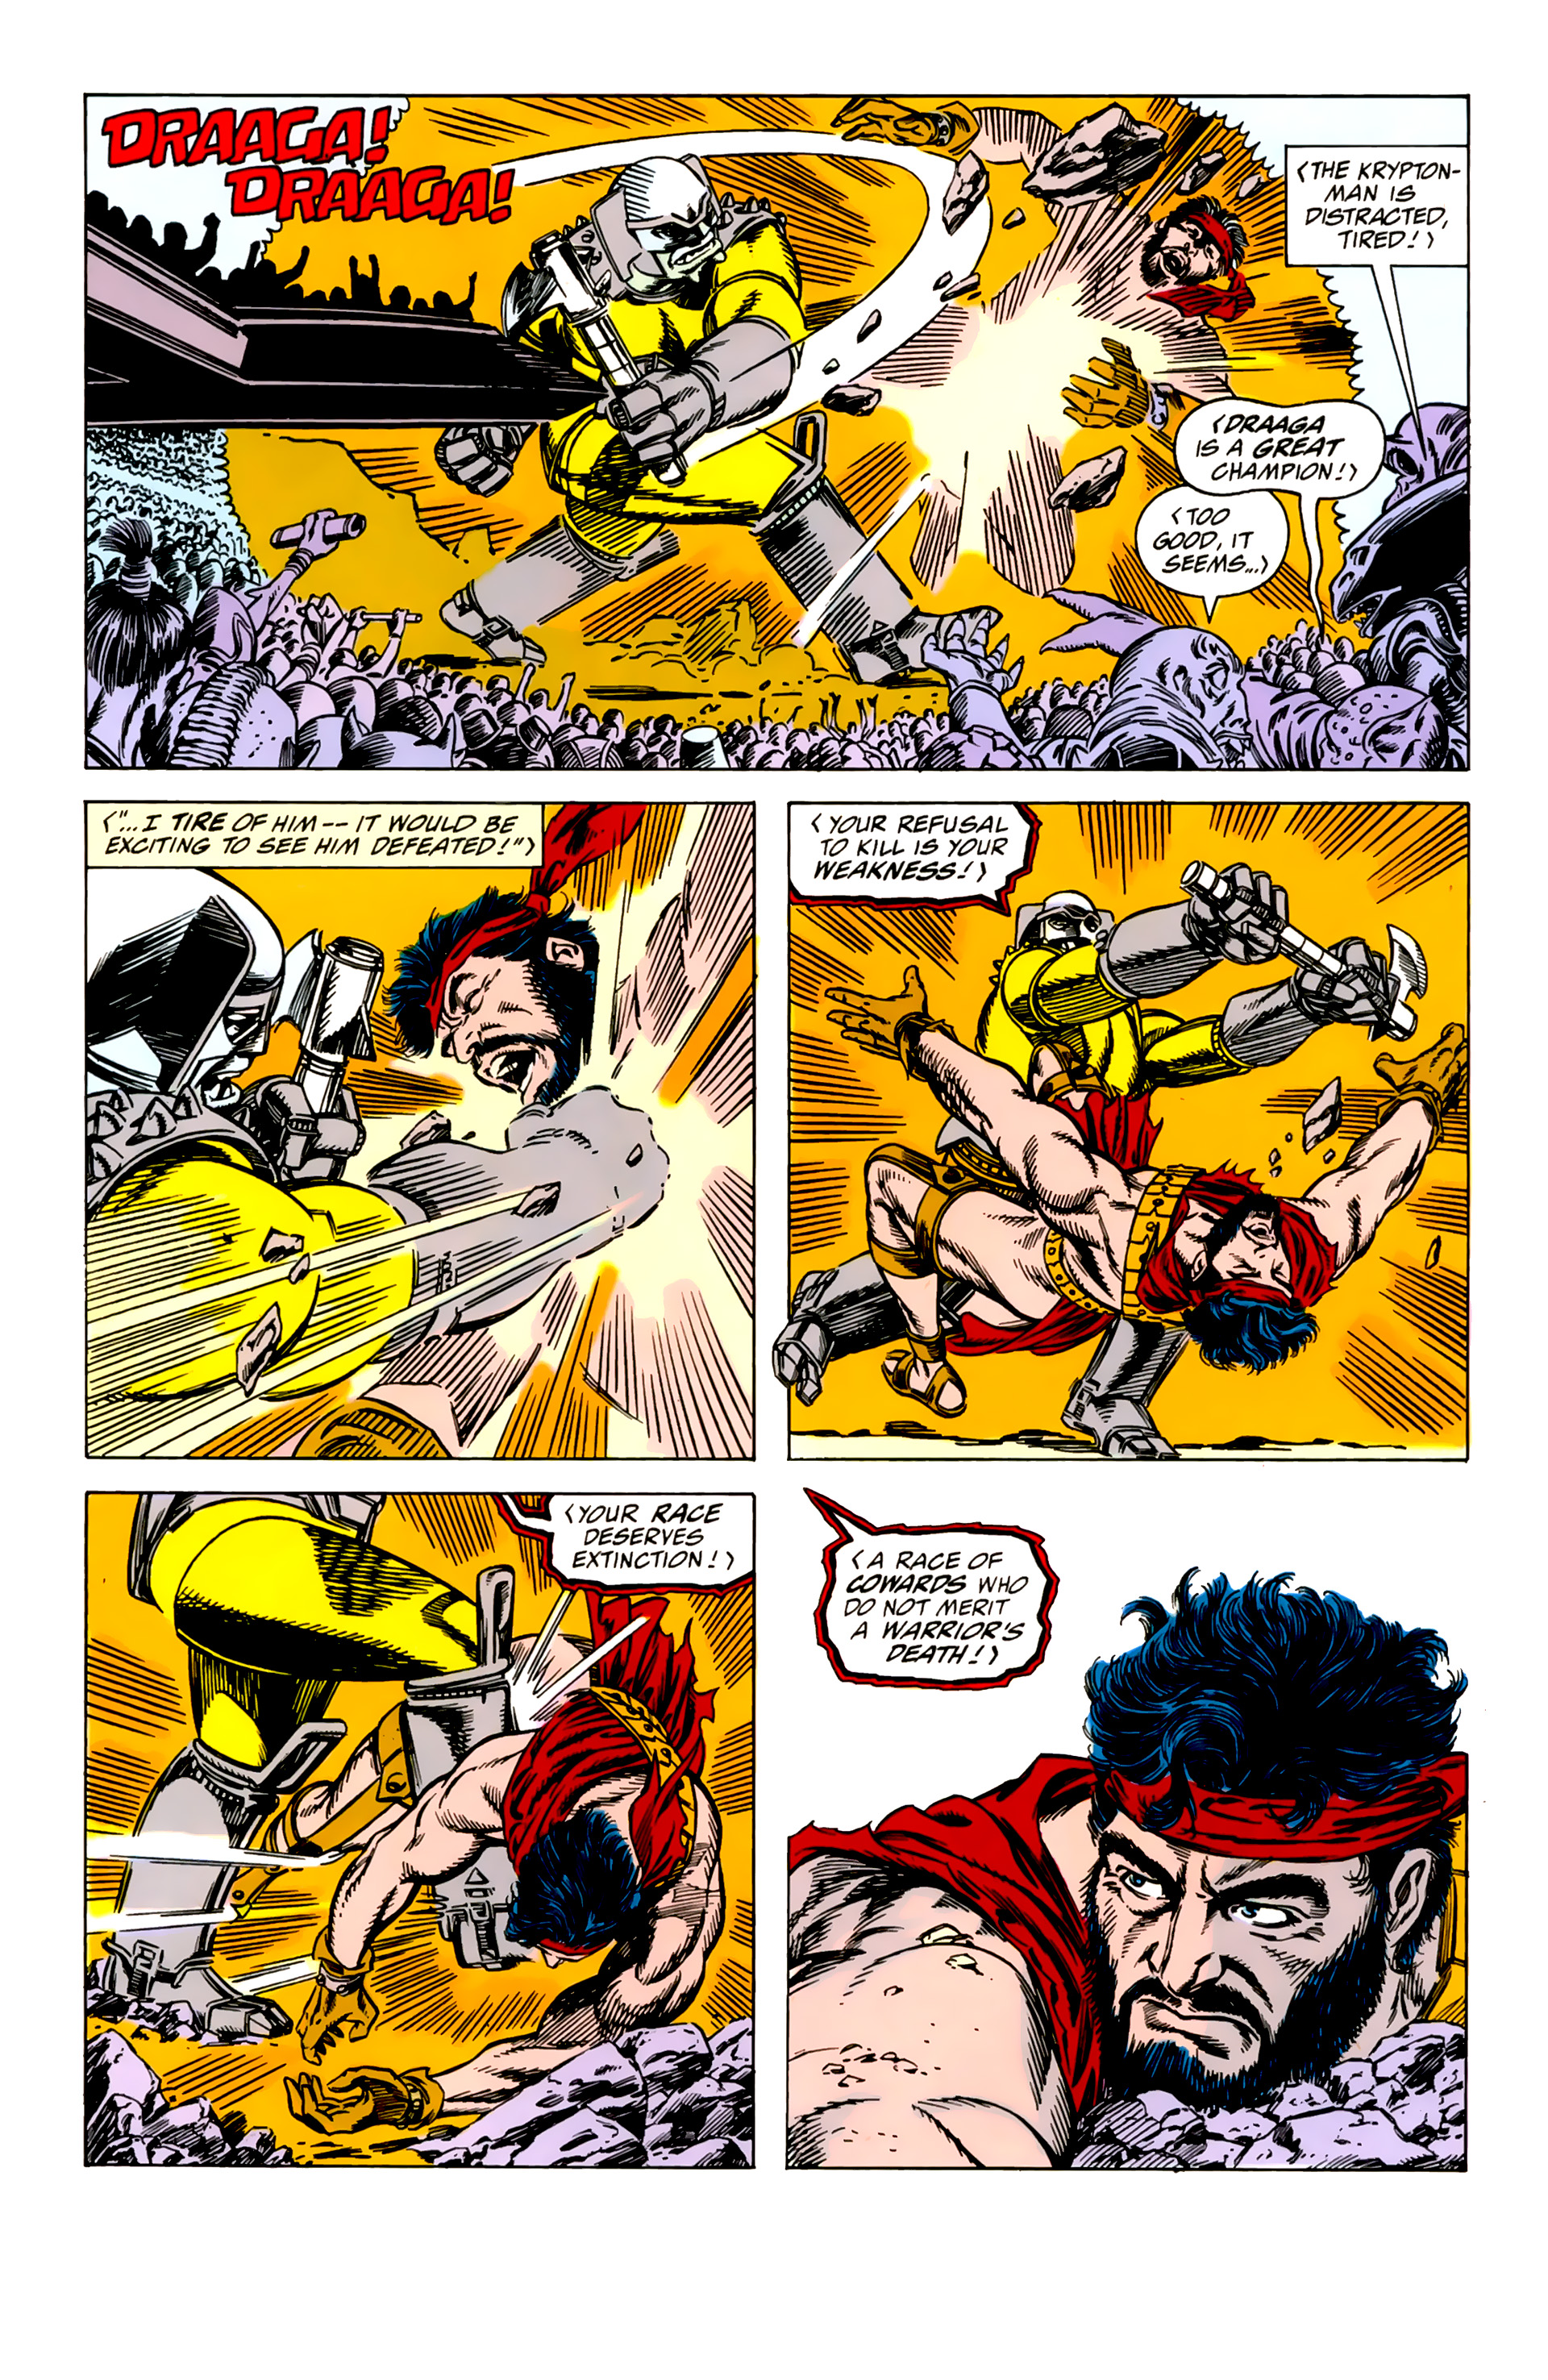 DRAAGA!
DRAAGA!
<THE KRYPTON-
MAN IS
DISTRACTED,
TIRED!>
<DRAAGA
IS A GREAT
CHAMPION!>
<TOO
GOOD, IT
SEEMS...>
<"...I TIRE OF HIM-- IT WOULD BE
EXCITING TO SEE HIM DEFEATED!">
<YOUR REFUSAL
TO KILL IS YOUR
WEAKNESS!>
<YOUR RACE
DESERVES
EXTINCTION!>
<A RACE OF
COWARDS WHO
DO NOT MERIT
A WARRIOR'S
DEATH!>